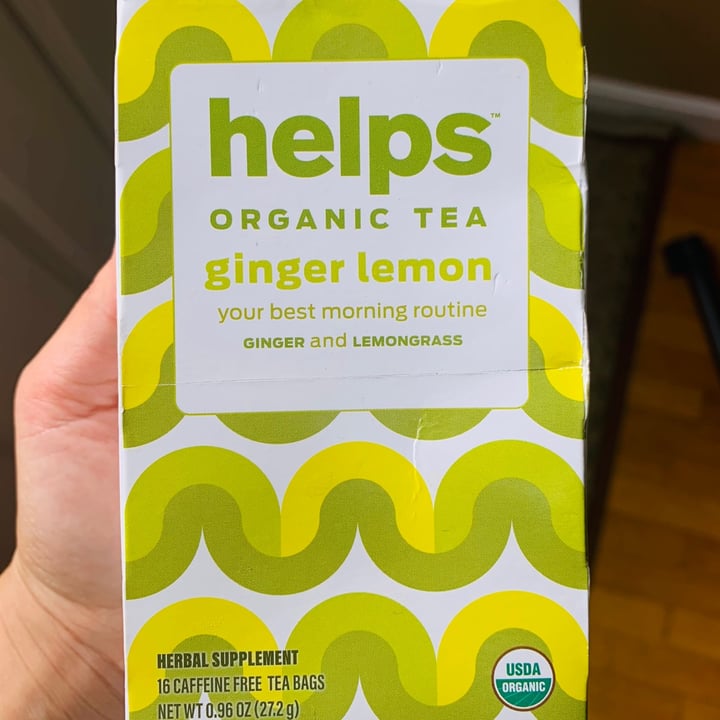 helps™
ORGANIC TEA
ginger lemon
your best morning routine
GINGER and LEMONGRASS
HERBAL SUPPLEMENT
16 CAFFEINE FREE TEA BAGS
NET WT 0.96 OZ (27.2 g)
USDA
ORGANIC